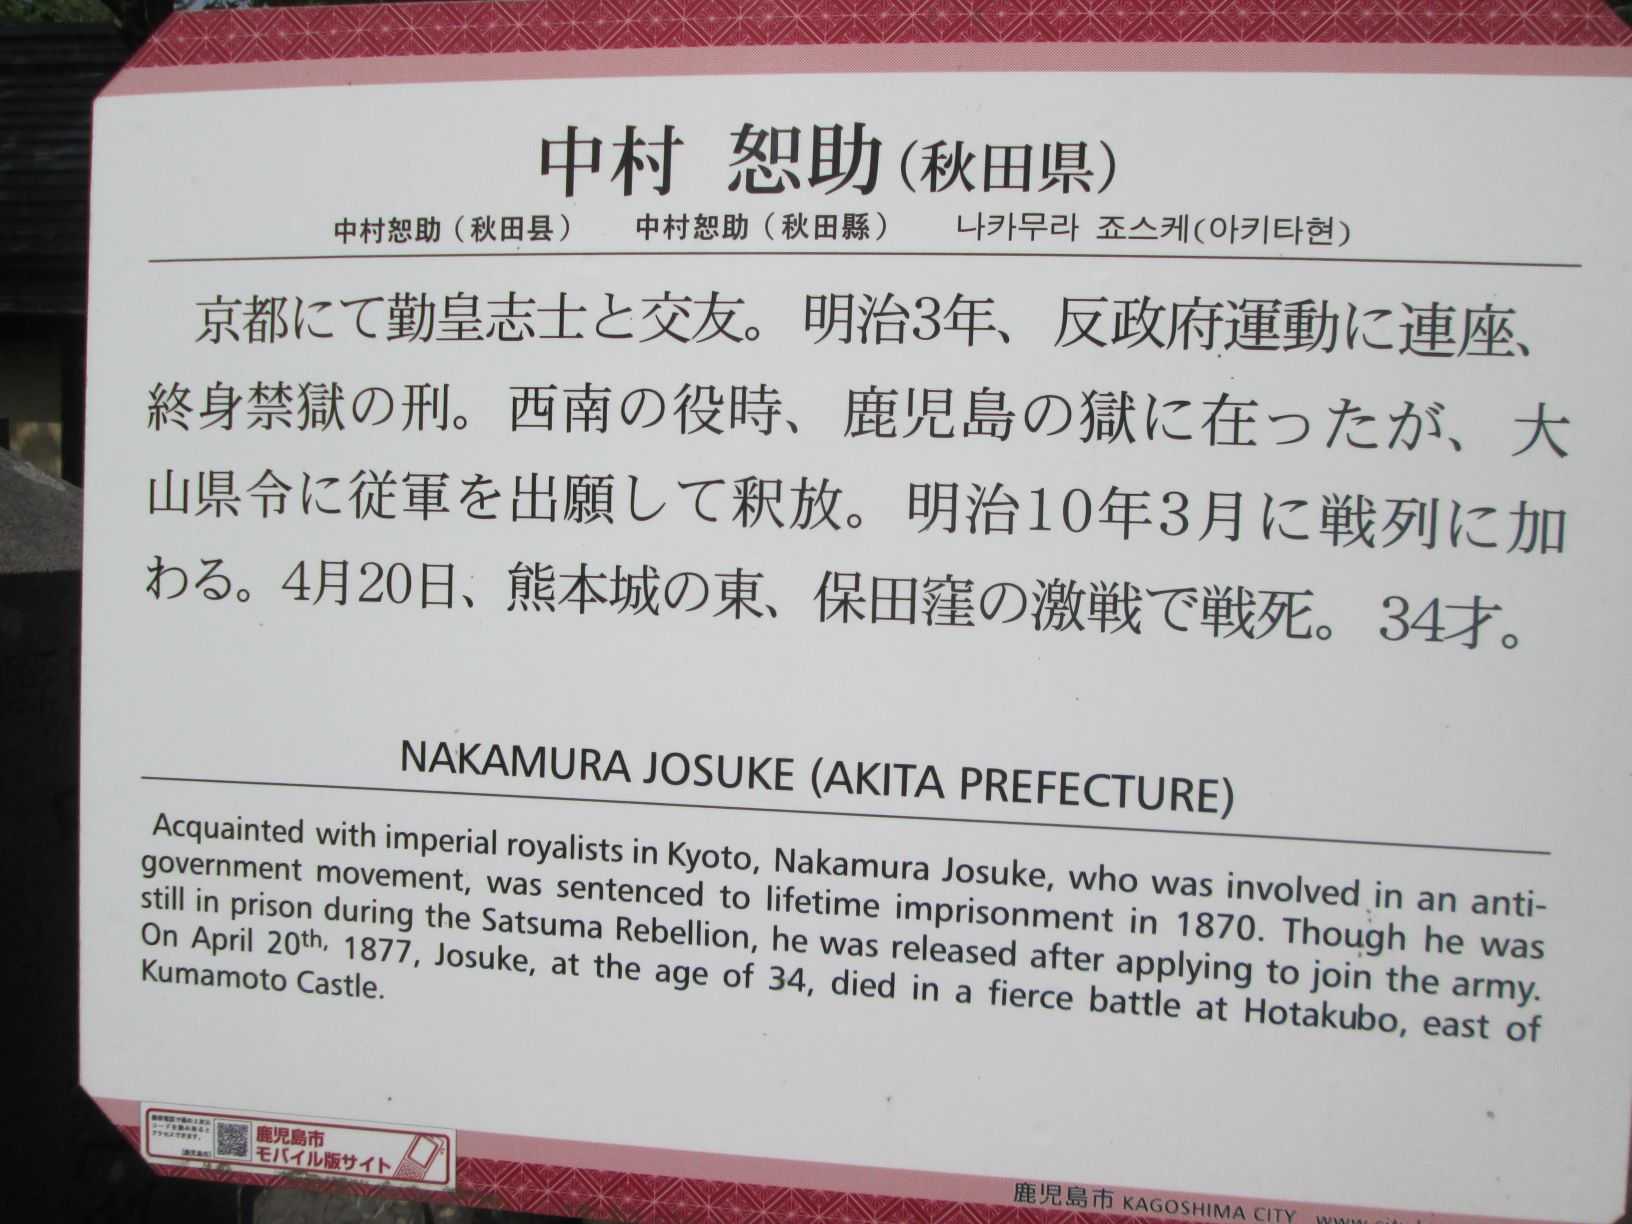 中村 恕助(秋田県)
中村恕助（秋田县） 中村恕助（秋田縣） 나카무라 죠스케(아키타현)
京都にて勤皇志士と交友。明治3年、反政府運動に連座、
終身禁獄の刑。西南の役時、鹿児島の獄に在ったが、大
山県令に従軍を出願して釈放。明治10年3月に戦列に加
わる。4月20日、熊本城の東、保田窪の激戦で戦死。34才。
NAKAMURA JOSUKE (AKITA PREFECTURE)
Acquainted with imperial royalists in Kyoto, Nakamura Josuke, who was involved in an anti-
government movement, was sentenced to lifetime imprisonment in 1870. Though he was
still in prison during the Satsuma Rebellion, he was released after applying to join the army.
On April 20th, 1877, Josuke, at the age of 34, died in a fierce battle at Hotakubo, east of
Kumamoto Castle.
鹿児島市
モバイル版サイト
鹿児島市 KAGOSHIMA CITY